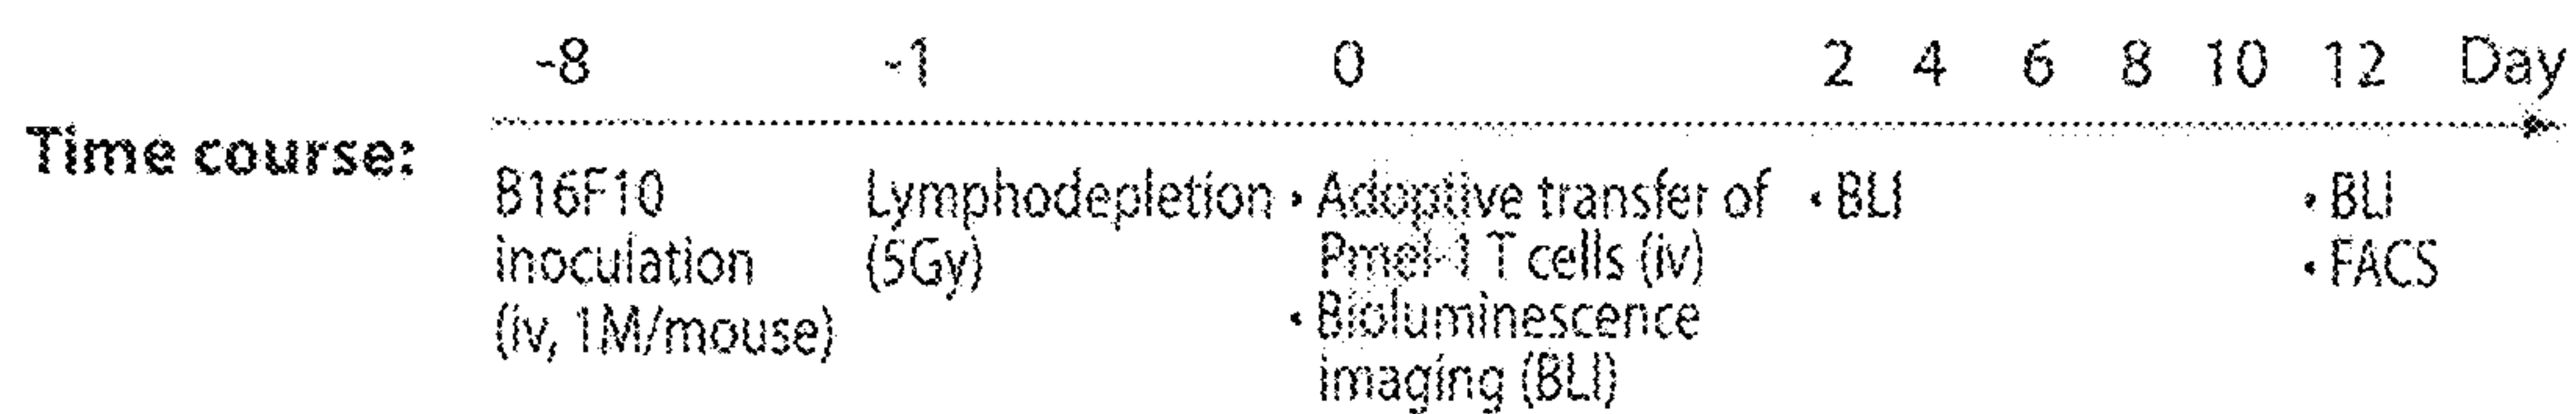 -8 -1 0 2 4 6 8 10 12 Day
Time course:
B16F10
inoculation
(iv, 1M/mouse)
Lymphodepletion
(5Gy)
• Adoptive transfer of
Pmel-1 T cells (iv)
• Bioluminescence
imaging (BLI)
• BLI
• BLI
• FACS